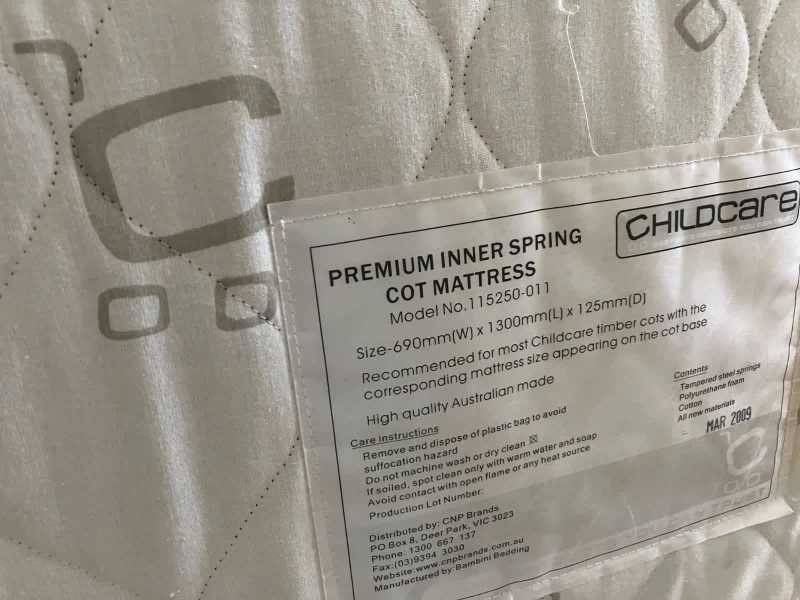 CHILDCare
PREMIUM INNER SPRING
COT MATTRESS
Model No.115250-011
Size-690mm(W) x 1300mm(L) x 125mm(D)
Recommended for most Childcare timber cots with the
corresponding mattress size appearing on the cot base
High quality Australian made
Care Instructions
Remove and dispose of plastic bag to avoid
suffocation hazard
Do not machine wash or dry clean
If soiled, spot clean only with warm water and soap
Avoid contact with open flame or any heat source
Production Lot Number:
Contents
Tampered steel springs
Polyurethane foam
Cotton
All new materials
MAR 2009
Distributed by: CNP Brands
PO Box 8, Deer Park, VIC 3023
Phone: 1300 667 137
Fax:(03)9394 3030
Website:www.cnpbrands.com.au
Manufactured by: Bambini Bedding
TRUST